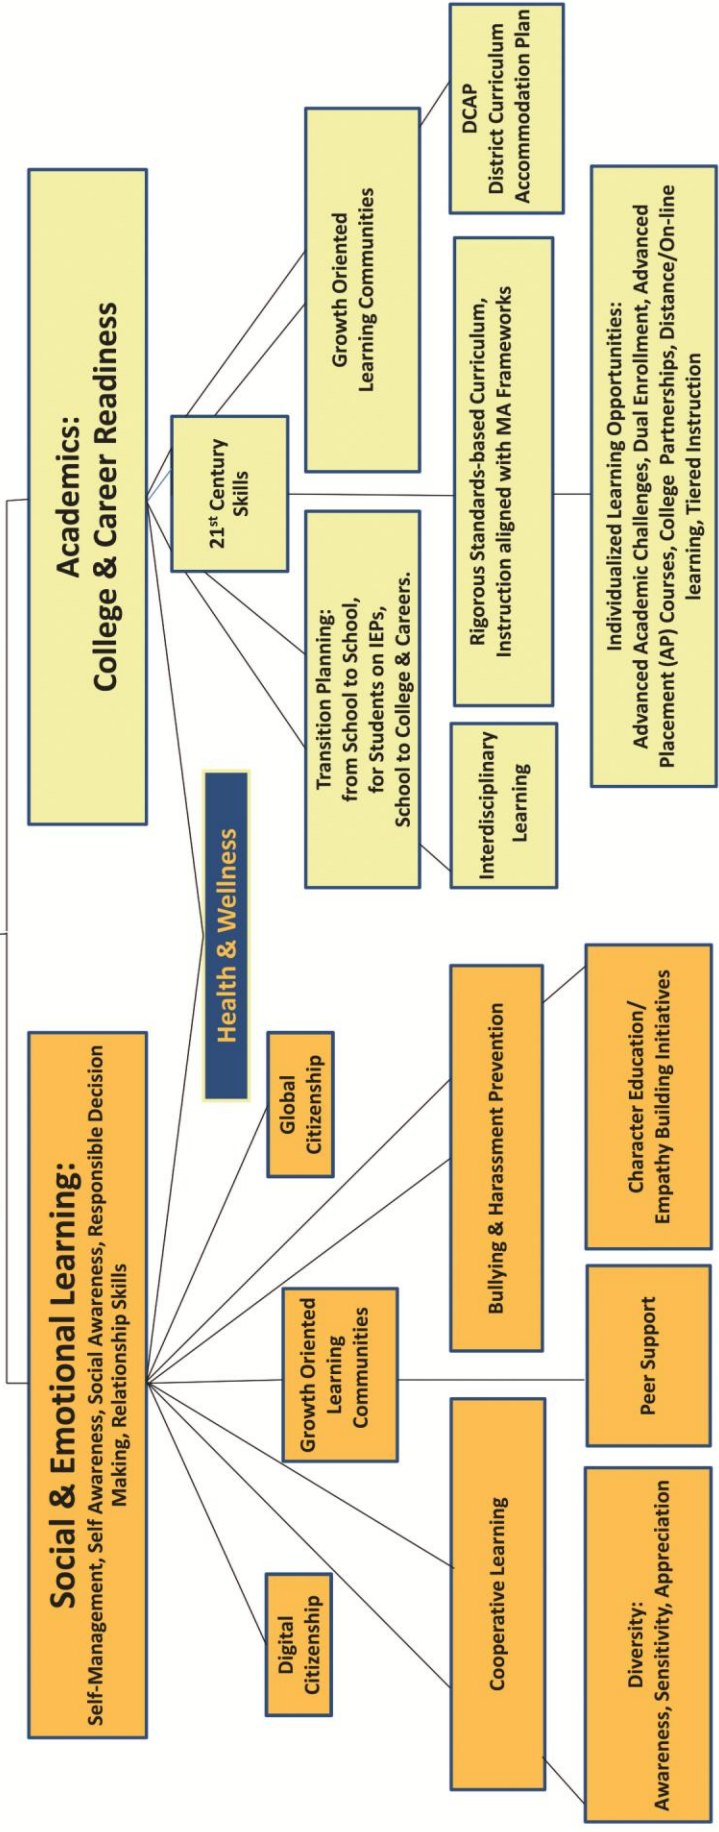 Social & Emotional Learning:
Self-Management, Self Awareness, Social Awareness, Responsible Decision
Making, Relationship Skills
Academics:
College & Career Readiness
Health & Wellness
Digital
Citizenship
Growth Oriented
Learning
Communities
Global
Citizenship
Cooperative Learning
Bullying & Harassment Prevention
Diversity:
Awareness, Sensitivity, Appreciation
Peer Support
Character Education/
Empathy Building Initiatives
21st Century
Skills
Transition Planning:
from School to School,
for Students on IEPs,
School to College & Careers.
Growth Oriented
Learning Communities
Interdisciplinary
Learning
Rigorous Standards-based Curriculum,
Instruction aligned with MA Frameworks
DCAP
District Curriculum
Accommodation Plan
Individualized Learning Opportunities:
Advanced Academic Challenges, Dual Enrollment, Advanced
Placement (AP) Courses, College Partnerships, Distance/On-line
learning, Tiered Instruction